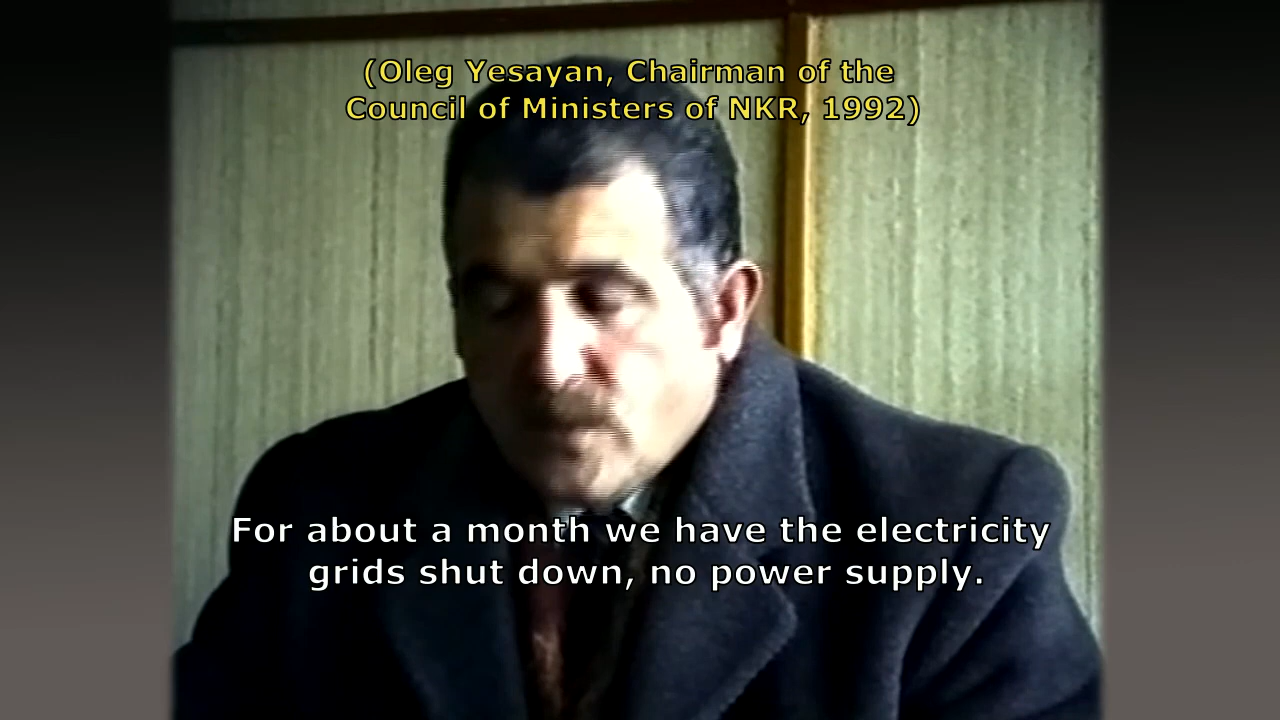 (Oleg Yesayan, Chairman of the
Council of Ministers of NKR, 1992)
For about a month we have the electricity
grids shut down, no power supply.